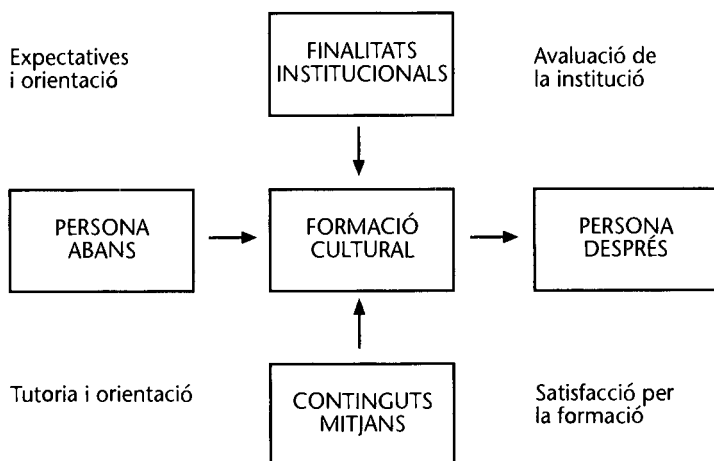 Expectatives
i orientació
FINALITATS
INSTITUCIONALS
Avaluació de
la institució
PERSONA
ABANS
FORMACIÓ
CULTURAL
PERSONA
DESPRÉS
Tutoria i orientació
CONTINGUTS
MITJANS
Satisfacció per
la formació